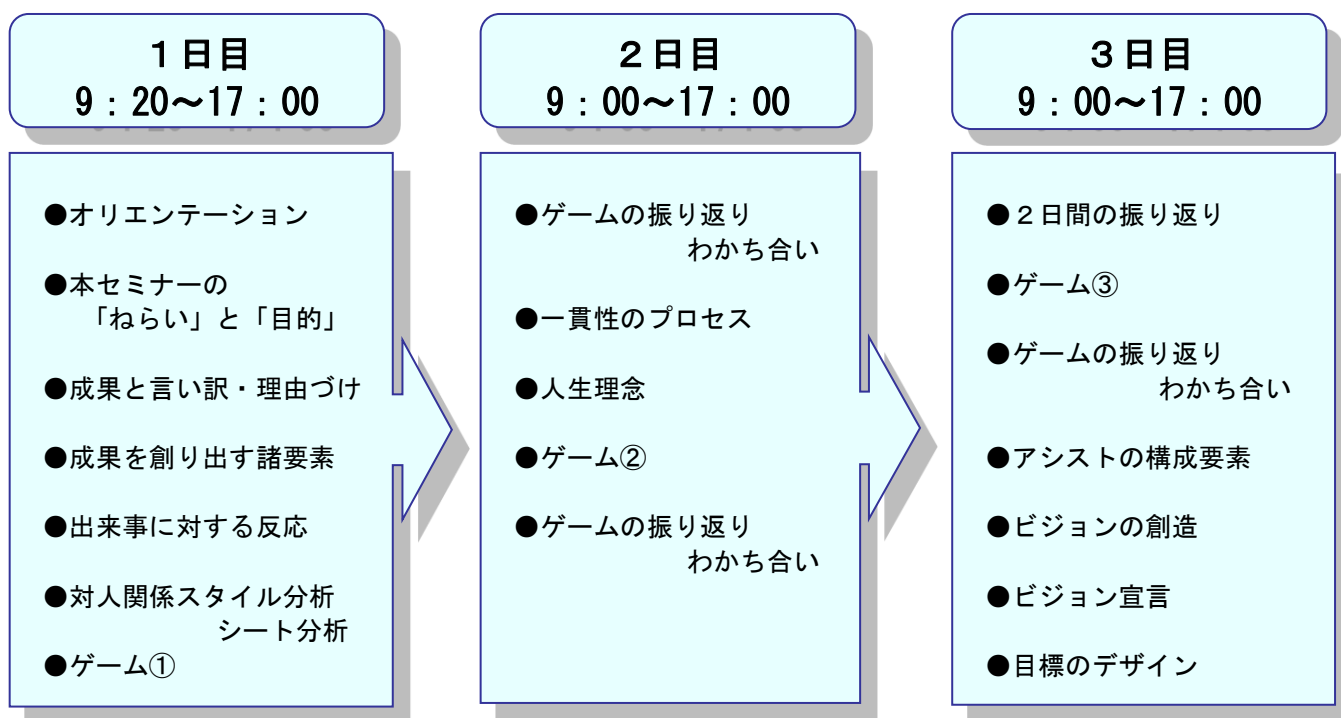 １日目
9：20～17：00
●オリエンテーション
●本セミナーの
「ねらい」と「目的」
●成果と言い訳・理由づけ
●成果を創り出す諸要素
●出来事に対する反応
●対人関係スタイル分析
シート分析
●ゲーム①
２日目
9：00～17：00
●ゲームの振り返り
わかち合い
●一貫性のプロセス
●人生理念
●ゲーム②
●ゲームの振り返り
わかち合い
３日目
9：00～17：00
●２日間の振り返り
●ゲーム③
●ゲームの振り返り
わかち合い
●アシストの構成要素
●ビジョンの創造
●ビジョン宣言
●目標のデザイン